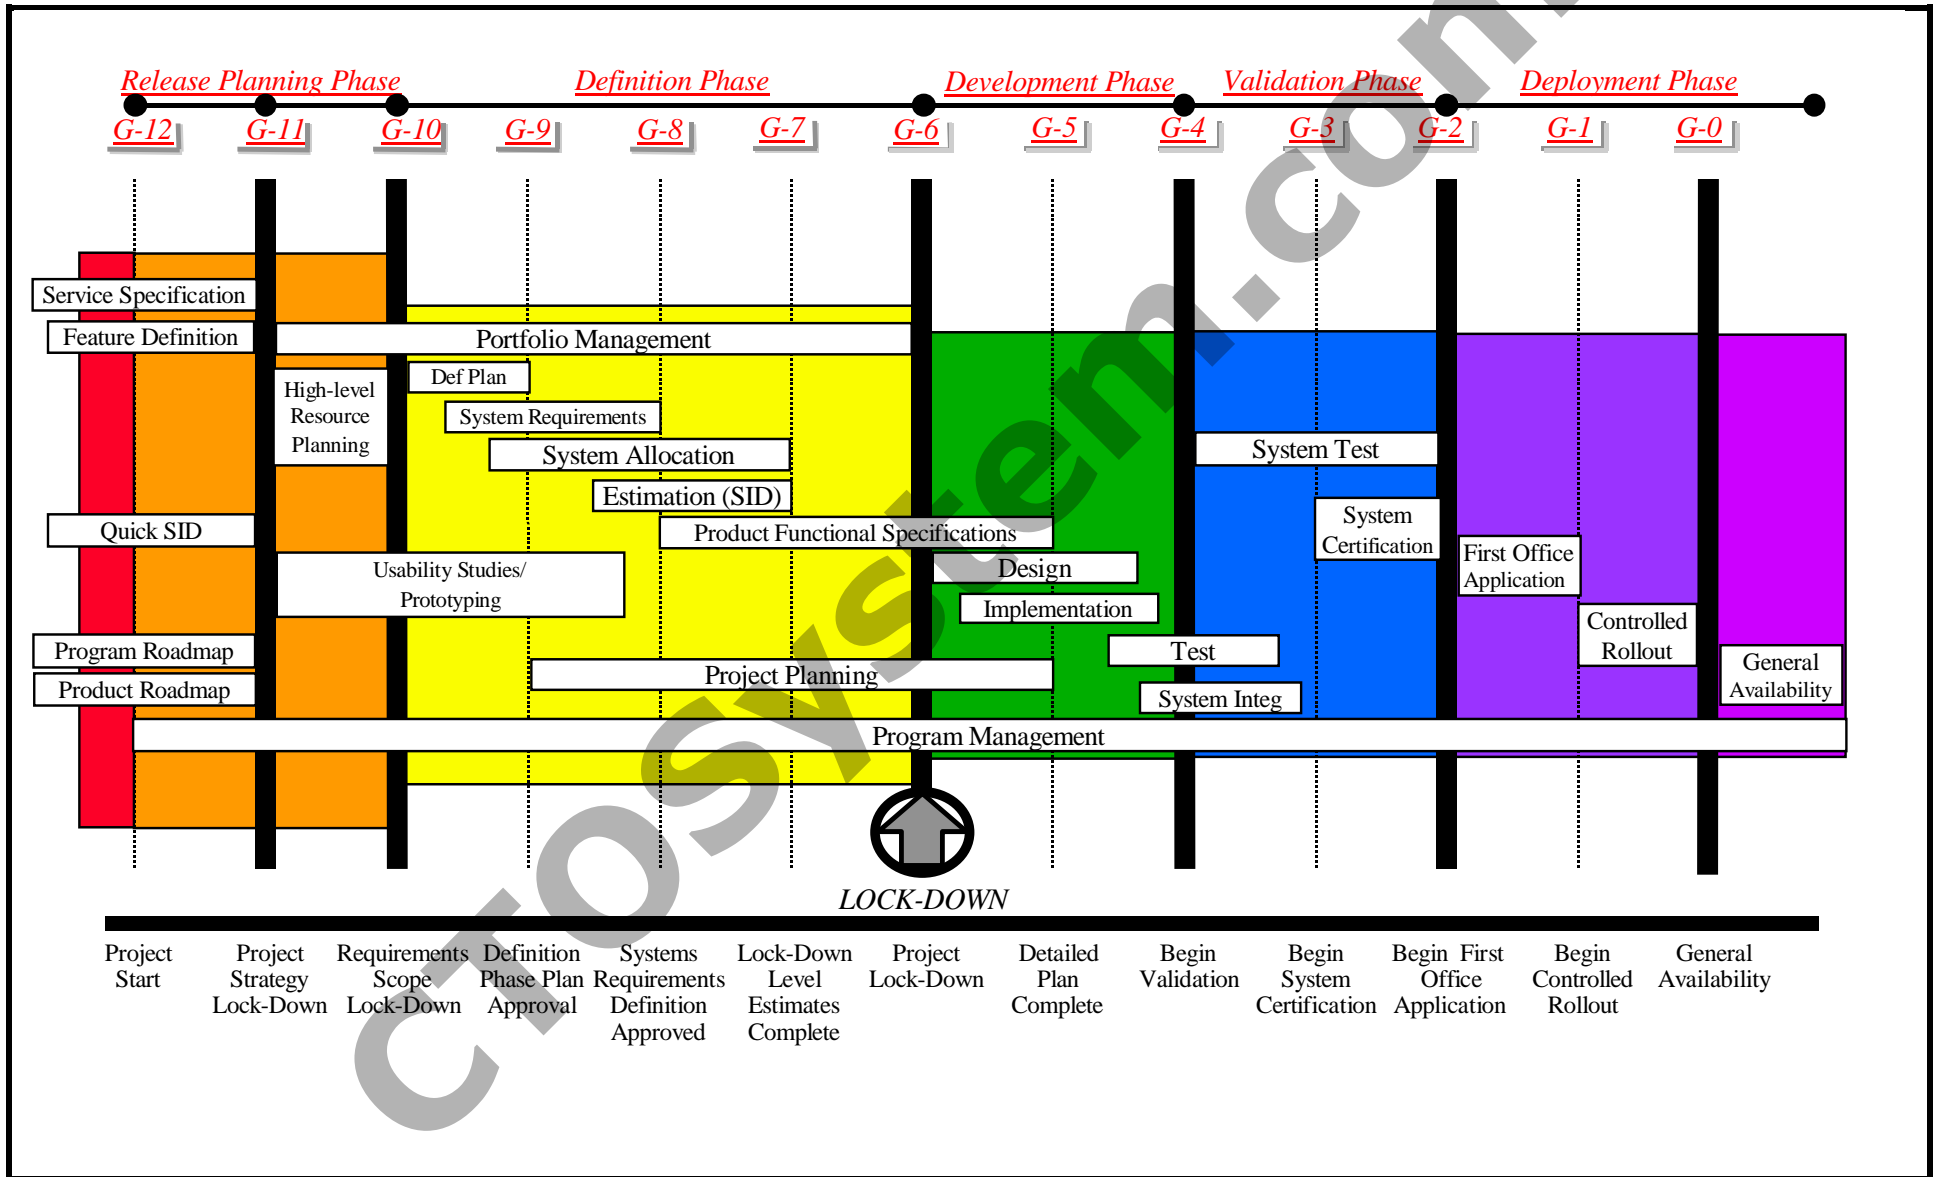 Release Planning Phase
Definition Phase
Development Phase
Validation Phase
Deployment Phase
G-12
G-11
G-10
G-9
G-8
G-7
G-6
G-5
G-4
G-3
G-2
G-1
G-0
Service Specification
Feature Definition
Portfolio Management
High-level
Resource
Planning
Def Plan
System Requirements
System Allocation
System Test
Estimation (SID)
Quick SID
Product Functional Specifications
System
Certification
First Office
Application
Usability Studies/
Prototyping
Design
Implementation
Controlled
Rollout
Program Roadmap
Test
Project Planning
General
Availability
Product Roadmap
System Integ
Program Management
LOCK-DOWN
Project
Start
Project
Strategy
Lock-Down
Requirements
Scope
Lock-Down
Definition
Phase Plan
Approval
Systems
Requirements
Definition
Approved
Lock-Down
Level
Estimates
Complete
Project
Lock-Down
Detailed
Plan
Complete
Begin
Validation
Begin
System
Certification
Begin First
Office
Application
Begin
Controlled
Rollout
General
Availability
CTOSystem.com